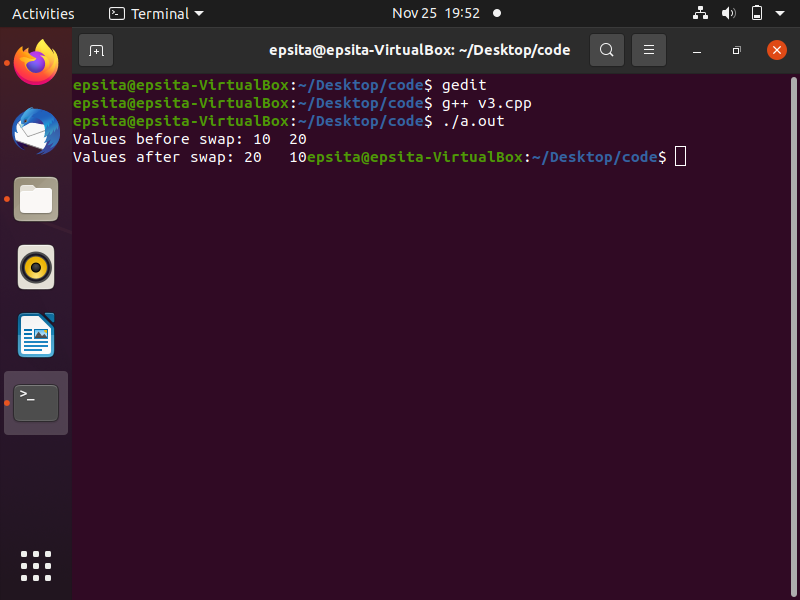 Activities Terminal Nov 25 19:52
epsita@epsita-VirtualBox: ~/Desktop/code
epsita@epsita-VirtualBox:~/Desktop/code$ gedit
epsita@epsita-VirtualBox:~/Desktop/code$ g++ v3.cpp
epsita@epsita-VirtualBox:~/Desktop/code$ ./a.out
Values before swap: 10  20
Values after swap: 20   10epsita@epsita-VirtualBox:~/Desktop/code$